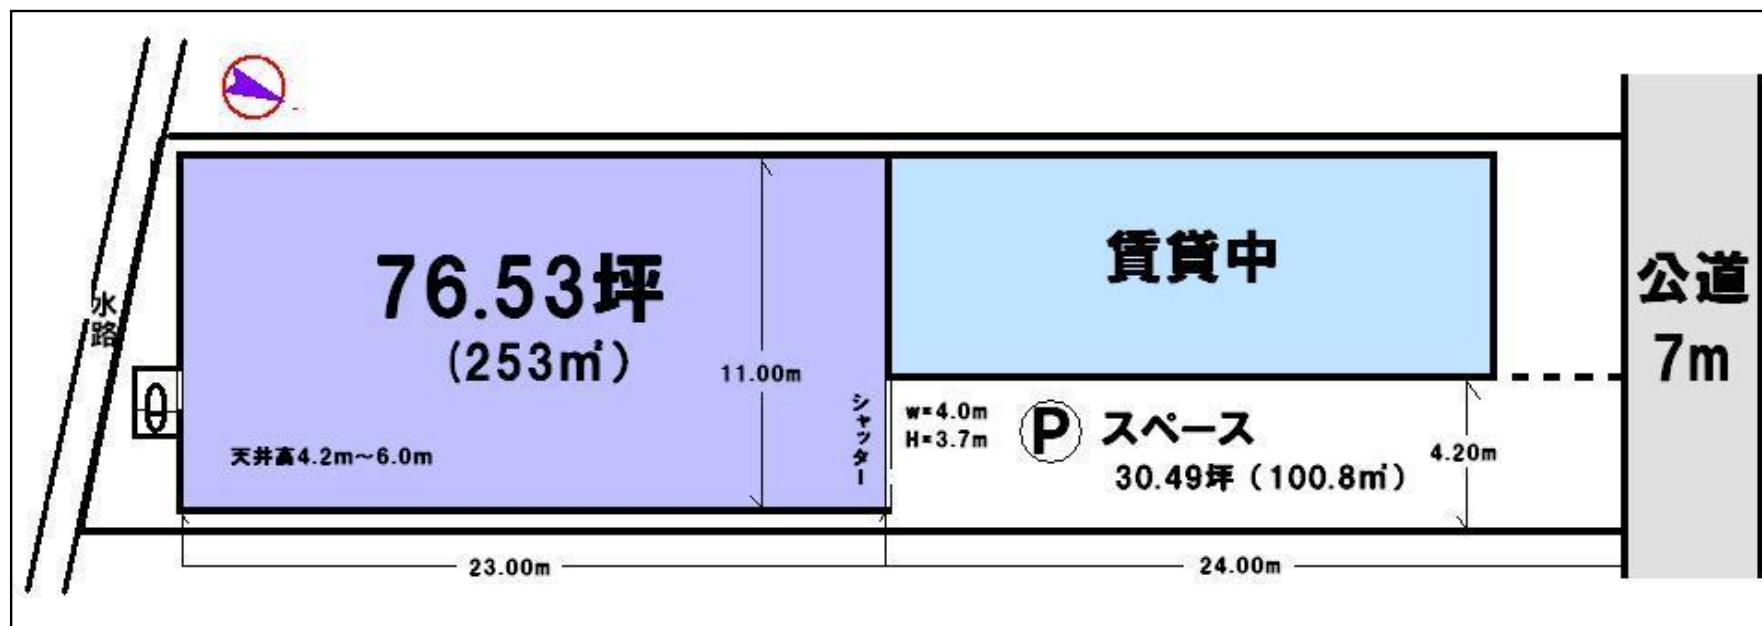 水路
76.53坪
(253㎡)
11.00m
天井高4.2m～6.0m
シャッター
賃貸中
w=4.0m
H=3.7m
P スペース
30.49坪（100.8㎡）
4.20m
公道
7m
23.00m
24.00m